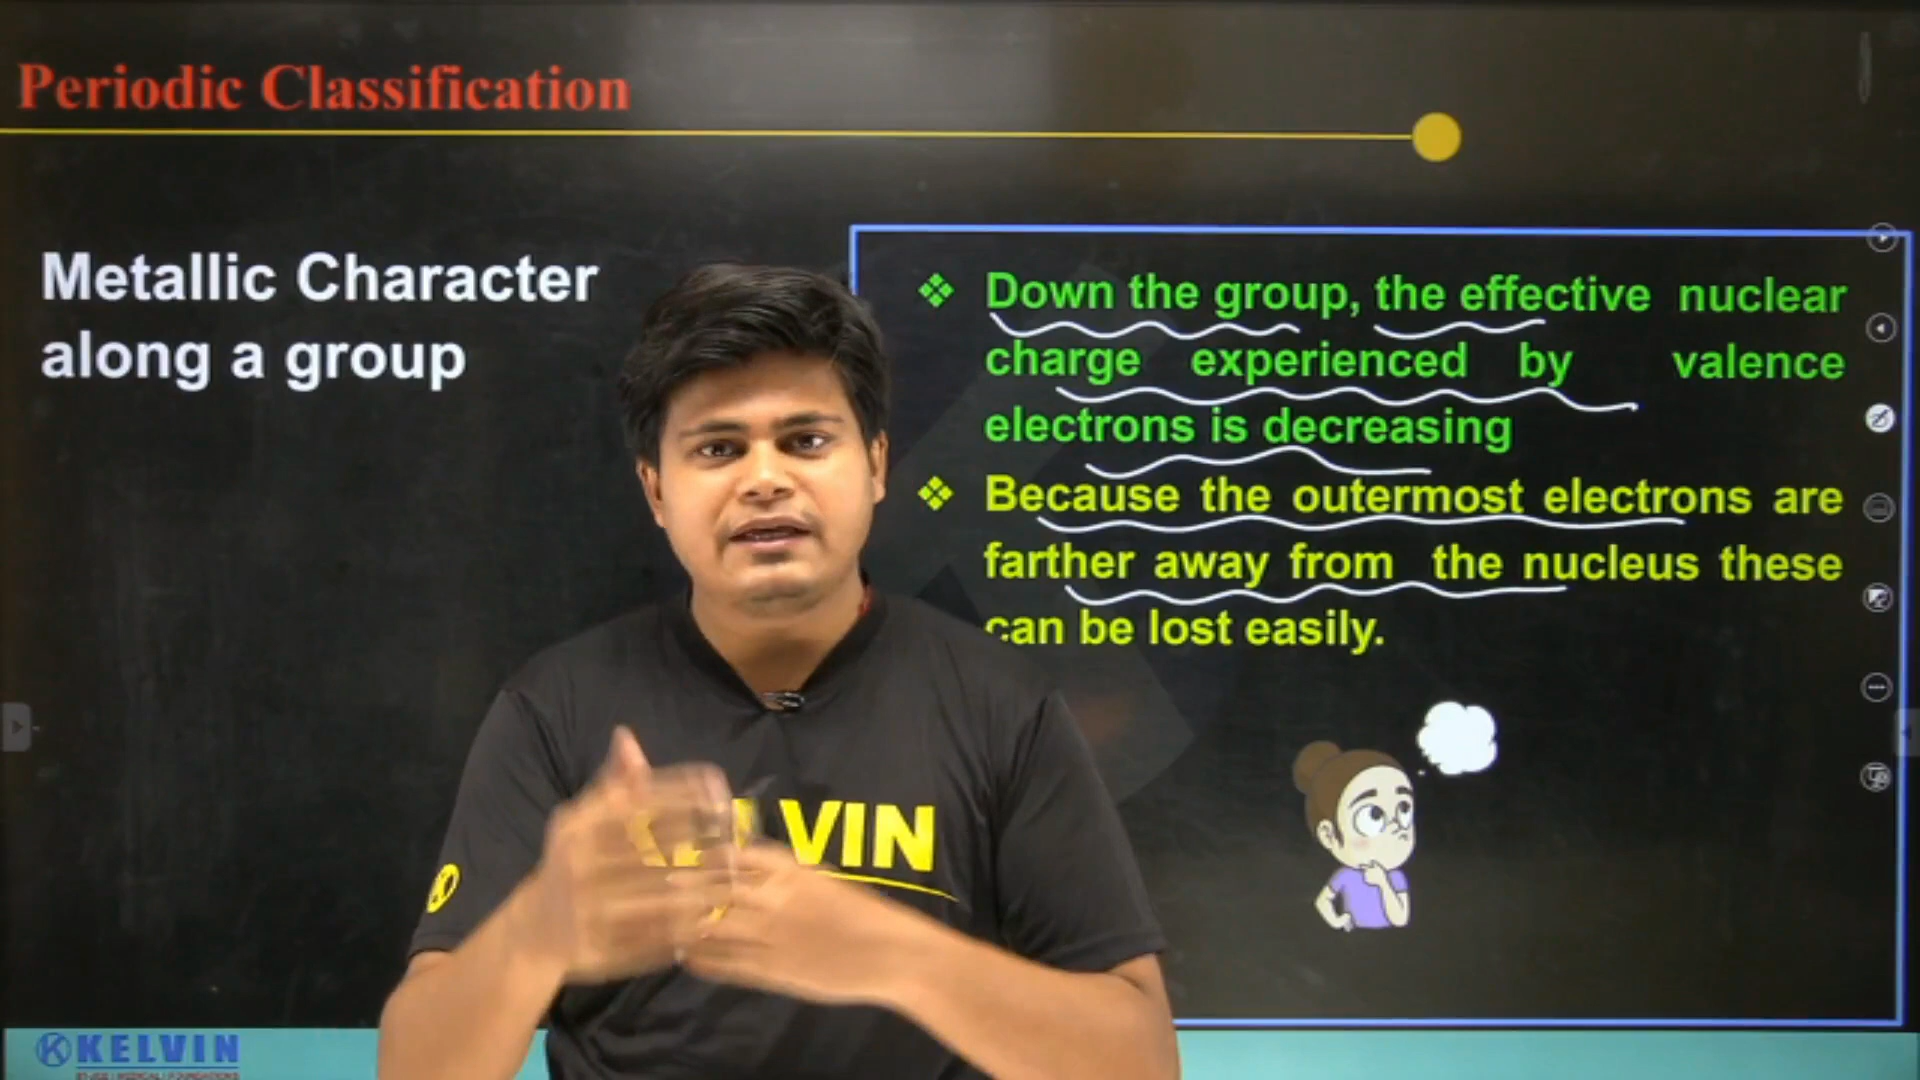 Periodic Classification
Metallic Character
along a group
❖ Down the group, the effective nuclear
charge experienced by valence
electrons is decreasing
❖ Because the outermost electrons are
farther away from the nucleus these
can be lost easily.
VIN
KELVIN